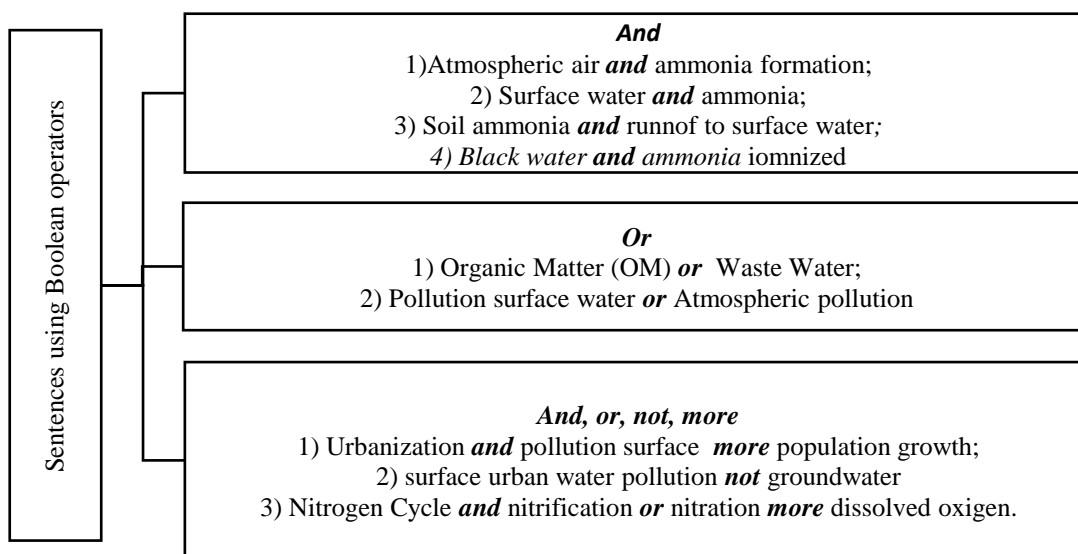 Sentences using Boolean operators
And
1)Atmospheric air and ammonia formation;
2) Surface water and ammonia;
3) Soil ammonia and runnof to surface water;
4) Black water and ammonia iomnized
Or
1) Organic Matter (OM) or Waste Water;
2) Pollution surface water or Atmospheric pollution
And, or, not, more
1) Urbanization and pollution surface more population growth;
2) surface urban water pollution not groundwater
3) Nitrogen Cycle and nitrification or nitration more dissolved oxigen.